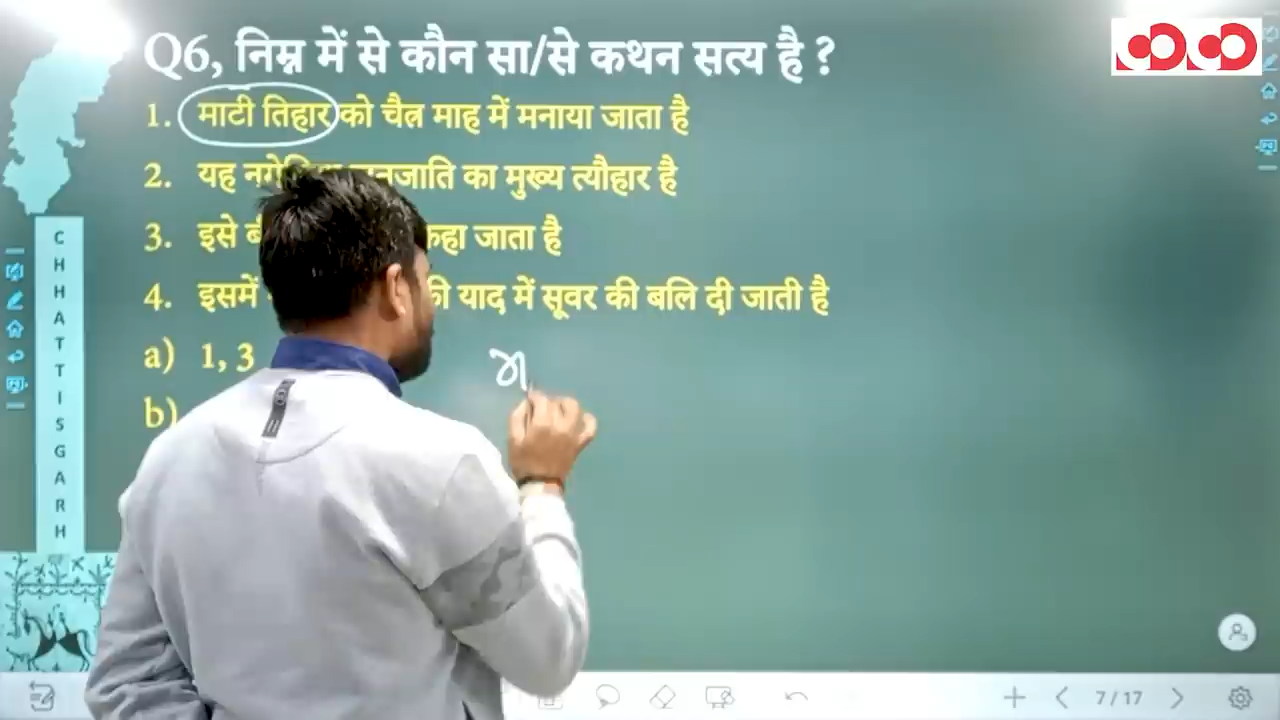 Q6, निम्न में से कौन सा/से कथन सत्य है ?
1. माटी तिहार को चैत्र माह में मनाया जाता है
2. यह जनजाति का मुख्य त्यौहार है
3. इसे कहा जाता है
4. इसमें की याद में सूवर की बलि दी जाती है
a) 1, 3
b)
CHHATTISGARH
7/17